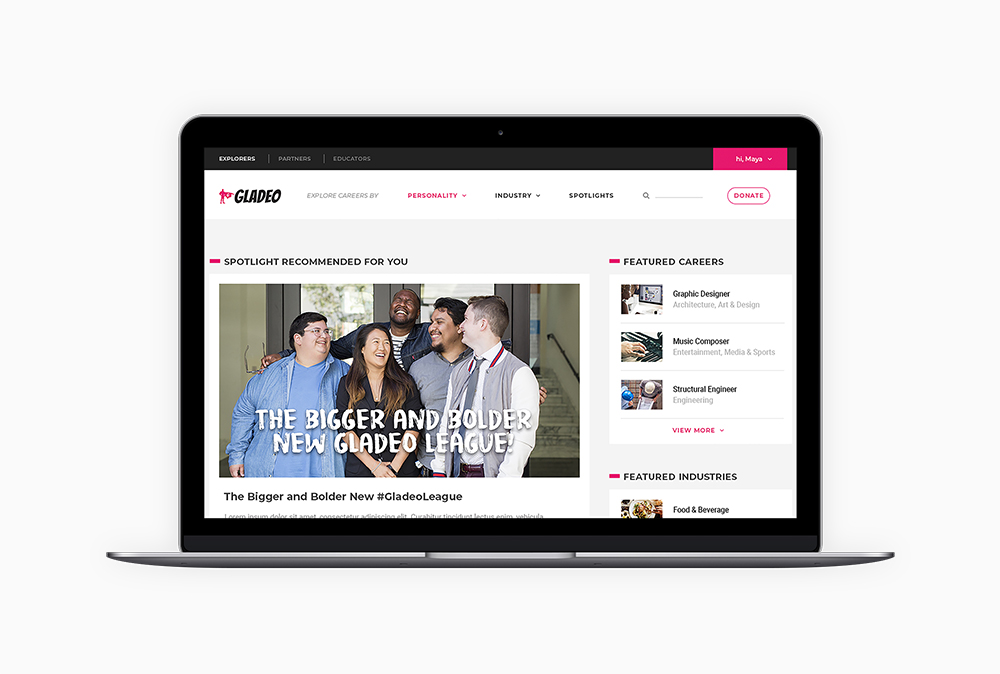 EXPLORERS
PARTNERS
EDUCATORS
hi, Maya
GLADEO
EXPLORE CAREERS BY
PERSONALITY
INDUSTRY
SPOTLIGHTS
DONATE
SPOTLIGHT RECOMMENDED FOR YOU
THE BIGGER AND BOLDER
NEW GLADEO LEAGUE!
The Bigger and Bolder New #GladeoLeague
Lorem ipsum dolor sit amet, consectetur adipiscing elit. Curabitur tincidunt lectus enim, vehicula
FEATURED CAREERS
Graphic Designer
Architecture, Art & Design
Music Composer
Entertainment, Media & Sports
Structural Engineer
Engineering
VIEW MORE
FEATURED INDUSTRIES
Food & Beverage